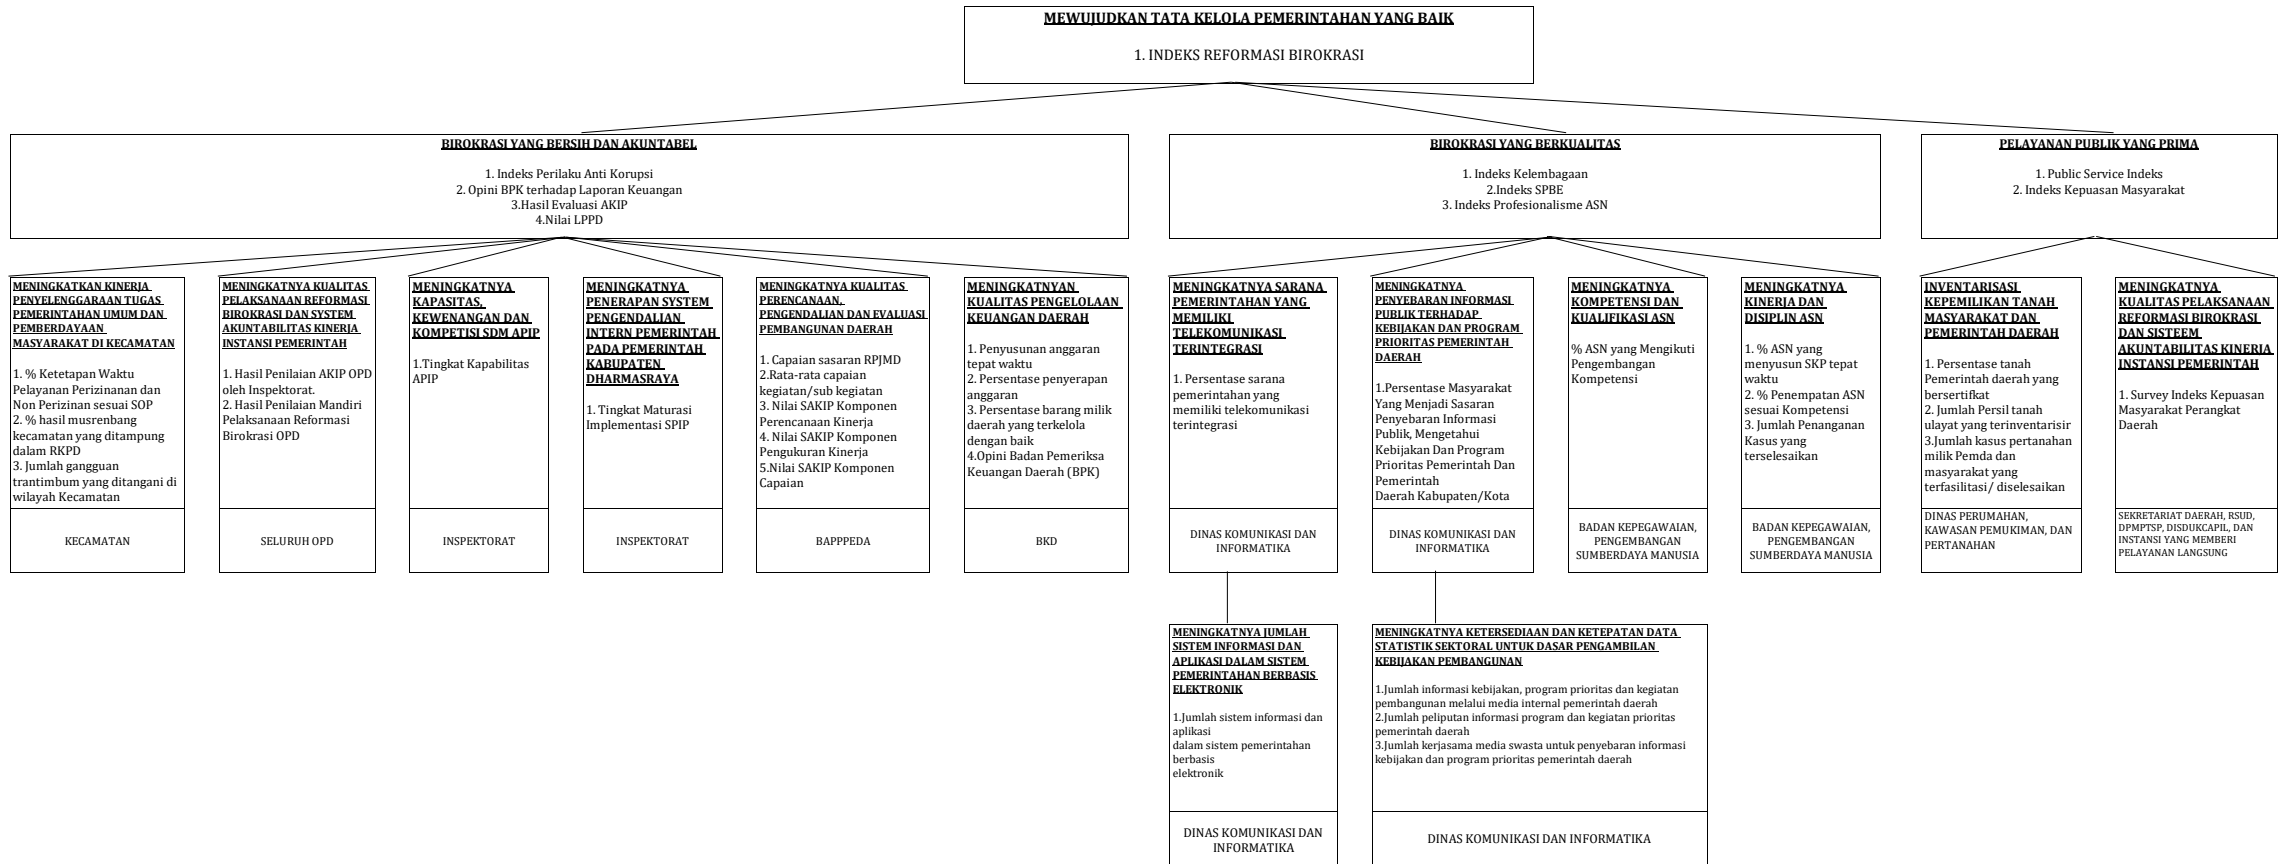 MEWUJUDKAN TATA KELOLA PEMERINTAHAN YANG BAIK
1. INDEKS REFORMASI BIROKRASI
BIROKRASI YANG BERSIH DAN AKUNTABEL
1. Indeks Perilaku Anti Korupsi
2. Opini BPK terhadap Laporan Keuangan
3.Hasil Evaluasi AKIP
4.Nilai LPPD
BIROKRASI YANG BERKUALITAS
1. Indeks Kelembagaan
2.Indeks SPBE
3. Indeks Profesionalisme ASN
PELAYANAN PUBLIK YANG PRIMA
1. Public Service Indeks
2. Indeks Kepuasan Masyarakat
MENINGKATKAN KINERJA
PENYELENGGARAAN TUGAS
PEMERINTAHAN UMUM DAN
PEMBERDAYAAN
MASYARAKAT DI KECAMATAN
1. % Ketetapan Waktu
Pelayanan Perizinanan dan
Non Perizinan sesuai SOP
2. % hasil musrenbang
kecamatan yang ditampung
dalam RKPD
3. Jumlah gangguan
trantimbum yang ditangani di
wilayah Kecamatan
KECAMATAN
MENINGKATNYA KUALITAS
PELAKSANAAN REFORMASI
BIROKRASI DAN SYSTEM
AKUNTABILITAS KINERJA
INSTANSI PEMERINTAH
1. Hasil Penilaian AKIP OPD
oleh Inspektorat.
2. Hasil Penilaian Mandiri
Pelaksanaan Reformasi
Birokrasi OPD
SELURUH OPD
MENINGKATNYA
KAPASITAS,
KEWENANGAN DAN
KOMPETISI SDM APIP
1.Tingkat Kapabilitas
APIP
INSPEKTORAT
MENINGKATNYA
PENERAPAN SYSTEM
PENGENDALIAN
INTERN PEMERINTAH
PADA PEMERINTAH
KABUPATEN
DHARMASRAYA
1. Tingkat Maturasi
Implementasi SPIP
INSPEKTORAT
MENINGKATNYA KUALITAS
PERENCANAAN,
PENGENDALIAN DAN EVALUASI
PEMBANGUNAN DAERAH
1. Capaian sasaran RPJMD
2.Rata-rata capaian
kegiatan/sub kegiatan
3. Nilai SAKIP Komponen
Perencanaan Kinerja
4. Nilai SAKIP Komponen
Pengukuran Kinerja
5.Nilai SAKIP Komponen
Capaian
BAPPPEDA
MENINGKATNYAN
KUALITAS PENGELOLAAN
KEUANGAN DAERAH
1. Penyusunan anggaran
tepat waktu
2. Persentase penyerapan
anggaran
3. Persentase barang milik
daerah yang terkelola
dengan baik
4.Opini Badan Pemeriksa
Keuangan Daerah (BPK)
BKD
MENINGKATNYA SARANA
PEMERINTAHAN YANG
MEMILIKI
TELEKOMUNIKASI
TERINTEGRASI
1. Persentase sarana
pemerintahan yang
memiliki telekomunikasi
terintegrasi
DINAS KOMUNIKASI DAN
INFORMATIKA
MENINGKATNYA
PENYEBARAN INFORMASI
PUBLIK TERHADAP
KEBIJAKAN DAN PROGRAM
PRIORITAS PEMERINTAH
DAERAH
1.Persentase Masyarakat
Yang Menjadi Sasaran
Penyebaran Informasi
Publik, Mengetahui
Kebijakan Dan Program
Prioritas Pemerintah Dan
Pemerintah
Daerah Kabupaten/Kota
DINAS KOMUNIKASI DAN
INFORMATIKA
MENINGKATNYA
KOMPETENSI DAN
KUALIFIKASI ASN
% ASN yang Mengikuti
Pengembangan
Kompetensi
BADAN KEPEGAWAIAN,
PENGEMBANGAN
SUMBERDAYA MANUSIA
MENINGKATNYA
KINERJA DAN
DISIPLIN ASN
1. % ASN yang
menyusun SKP tepat
waktu
2. % Penempatan ASN
sesuai Kompetensi
3. Jumlah Penanganan
Kasus yang
terselesaikan
BADAN KEPEGAWAIAN,
PENGEMBANGAN
SUMBERDAYA MANUSIA
INVENTARISASI
KEPEMILIKAN TANAH
MASYARAKAT DAN
PEMERINTAH DAERAH
1. Persentase tanah
Pemerintah daerah yang
bersertifkat
2. Jumlah Persil tanah
ulayat yang terinventarisir
3.Jumlah kasus pertanahan
milik Pemda dan
masyarakat yang
terfasilitasi/ diselesaikan
DINAS PERUMAHAN,
KAWASAN PEMUKIMAN, DAN
PERTANAHAN
MENINGKATNYA
KUALITAS PELAKSANAAN
REFORMASI BIROKRASI
DAN SISTEEM
AKUNTABILITAS KINERJA
INSTANSI PEMERINTAH
1. Survey Indeks Kepuasan
Masyarakat Perangkat
Daerah
SEKRETARIAT DAERAH, RSUD,
DPMPTSP, DISDUKCAPIL, DAN
INSTANSI YANG MEMBERI
PELAYANAN LANGSUNG
MENINGKATNYA JUMLAH
SISTEM INFORMASI DAN
APLIKASI DALAM SISTEM
PEMERINTAHAN BERBASIS
ELEKTRONIK
1.Jumlah sistem informasi dan
aplikasi
dalam sistem pemerintahan
berbasis
elektronik
DINAS KOMUNIKASI DAN
INFORMATIKA
MENINGKATNYA KETERSEDIAAN DAN KETEPATAN DATA
STATISTIK SEKTORAL UNTUK DASAR PENGAMBILAN
KEBIJAKAN PEMBANGUNAN
1.Jumlah informasi kebijakan, program prioritas dan kegiatan
pembangunan melalui media internal pemerintah daerah
2.Jumlah peliputan informasi program dan kegiatan prioritas
pemerintah daerah
3.Jumlah kerjasama media swasta untuk penyebaran informasi
kebijakan dan program prioritas pemerintah daerah
DINAS KOMUNIKASI DAN INFORMATIKA